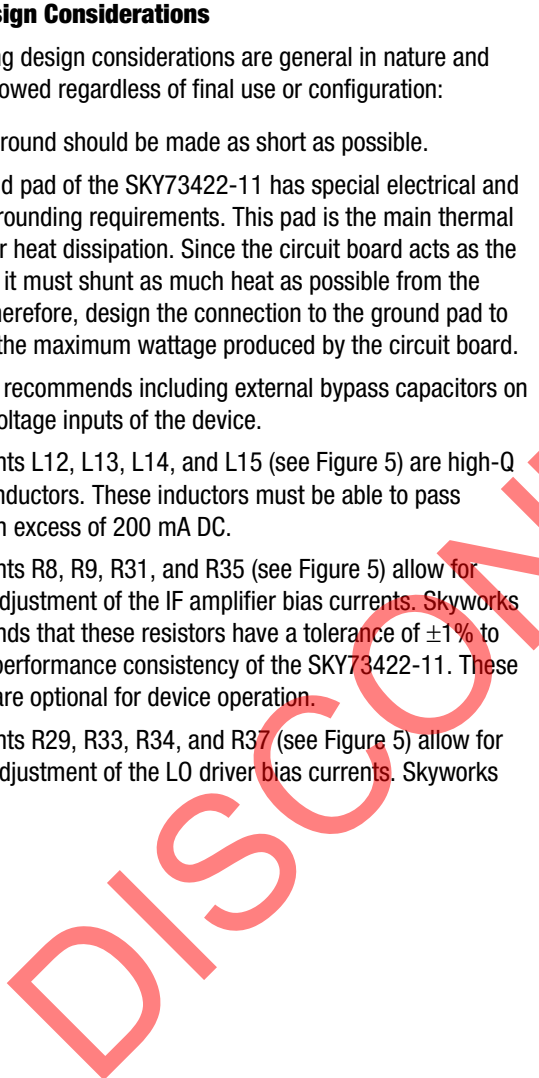 sign Considerations
ng design considerations are general in nature and
owed regardless of final use or configuration:
round should be made as short as possible.
d pad of the SKY73422-11 has special electrical and
rounding requirements. This pad is the main thermal
r heat dissipation. Since the circuit board acts as the
it must shunt as much heat as possible from the
herefore, design the connection to the ground pad to
the maximum wattage produced by the circuit board.
recommends including external bypass capacitors on
oltage inputs of the device.
nts L12, L13, L14, and L15 (see Figure 5) are high-Q
nductors. These inductors must be able to pass
n excess of 200 mA DC.
nts R8, R9, R31, and R35 (see Figure 5) allow for
djustment of the IF amplifier bias currents. Skyworks
nds that these resistors have a tolerance of ±1% to
performance consistency of the SKY73422-11. These
are optional for device operation.
nts R29, R33, R34, and R37 (see Figure 5) allow for
djustment of the LO driver bias currents. Skyworks
DISCON